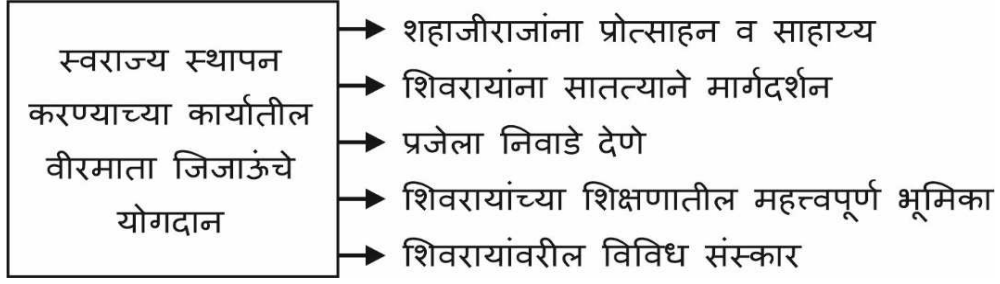 स्वराज्य स्थापन
करण्याच्या कार्यातील
वीरमाता जिजाऊंचे
योगदान
शहाजीराजांना प्रोत्साहन व साहाय्य
शिवरायांना सातत्याने मार्गदर्शन
प्रजेला निवाडे देणे
शिवरायांच्या शिक्षणातील महत्त्वपूर्ण भूमिका
शिवरायांवरील विविध संस्कार